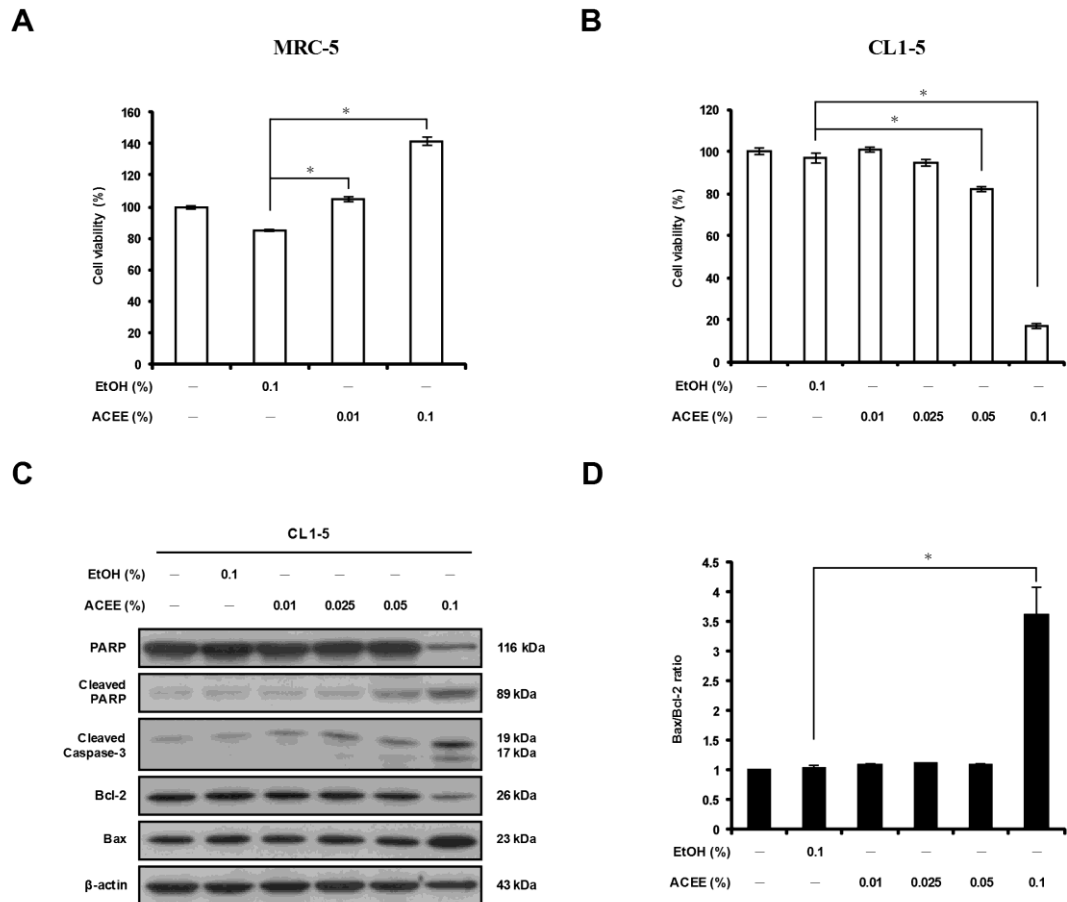 A
MRC-5
160
140
120
100
80
60
40
20
0
Cell viability (%)
*
*
EtOH (%) — 0.1 — —
ACEE (%) — — 0.01 0.1
B
CL1-5
120
100
80
60
40
20
0
Cell viability (%)
*
*
EtOH (%) — 0.1 — — — —
ACEE (%) — — 0.01 0.025 0.05 0.1
C
CL1-5
EtOH (%) — 0.1 — — — —
ACEE (%) — — 0.01 0.025 0.05 0.1
PARP 116 kDa
Cleaved
PARP 89 kDa
Cleaved 19 kDa
Caspase-3 17 kDa
Bcl-2 26 kDa
Bax 23 kDa
β-actin 43 kDa
D
4.5
4
3.5
3
2.5
2
1.5
1
0.5
0
Bax/Bcl-2 ratio
*
EtOH (%) — 0.1 — — — —
ACEE (%) — — 0.01 0.025 0.05 0.1